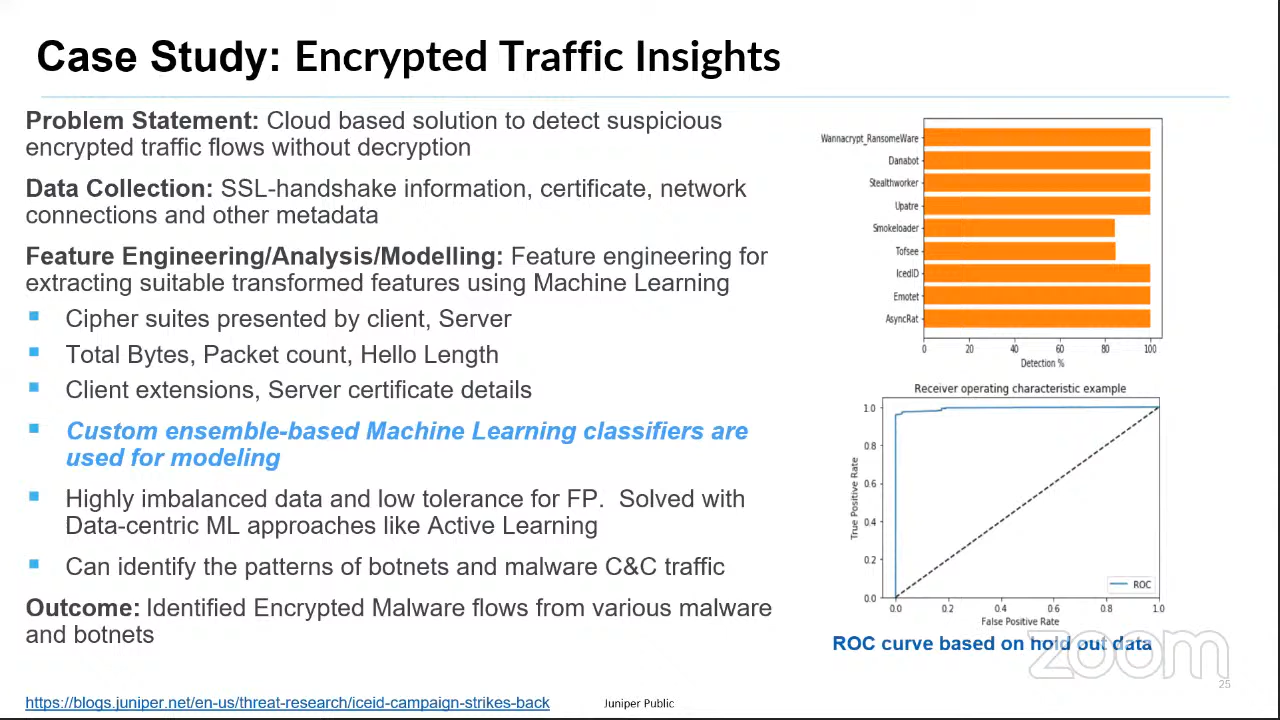 Case Study: Encrypted Traffic Insights
Problem Statement: Cloud based solution to detect suspicious
encrypted traffic flows without decryption
Data Collection: SSL-handshake information, certificate, network
connections and other metadata
Feature Engineering/Analysis/Modelling: Feature engineering for
extracting suitable transformed features using Machine Learning
Cipher suites presented by client, Server
Total Bytes, Packet count, Hello Length
Client extensions, Server certificate details
Custom ensemble-based Machine Learning classifiers are
used for modeling
Highly imbalanced data and low tolerance for FP. Solved with
Data-centric ML approaches like Active Learning
Can identify the patterns of botnets and malware C&C traffic
Outcome: Identified Encrypted Malware flows from various malware
and botnets
https://blogs.juniper.net/en-us/threat-research/iceid-campaign-strikes-back
Juniper Public
Wannacrypt_RansomeWare
Danabot
Stealthworker
Upatre
Smokeloader
Tofsee
IcedID
Emotet
AsyncRat
0 20 40 60 80 100
Detection %
Receiver operating characteristic example
1.0
0.8
0.6
0.4
0.2
0.0
True Positive Rate
ROC
0.0 0.2 0.4 0.6 0.8 1.0
False Positive Rate
ROC curve based on hold out data
zoom
25